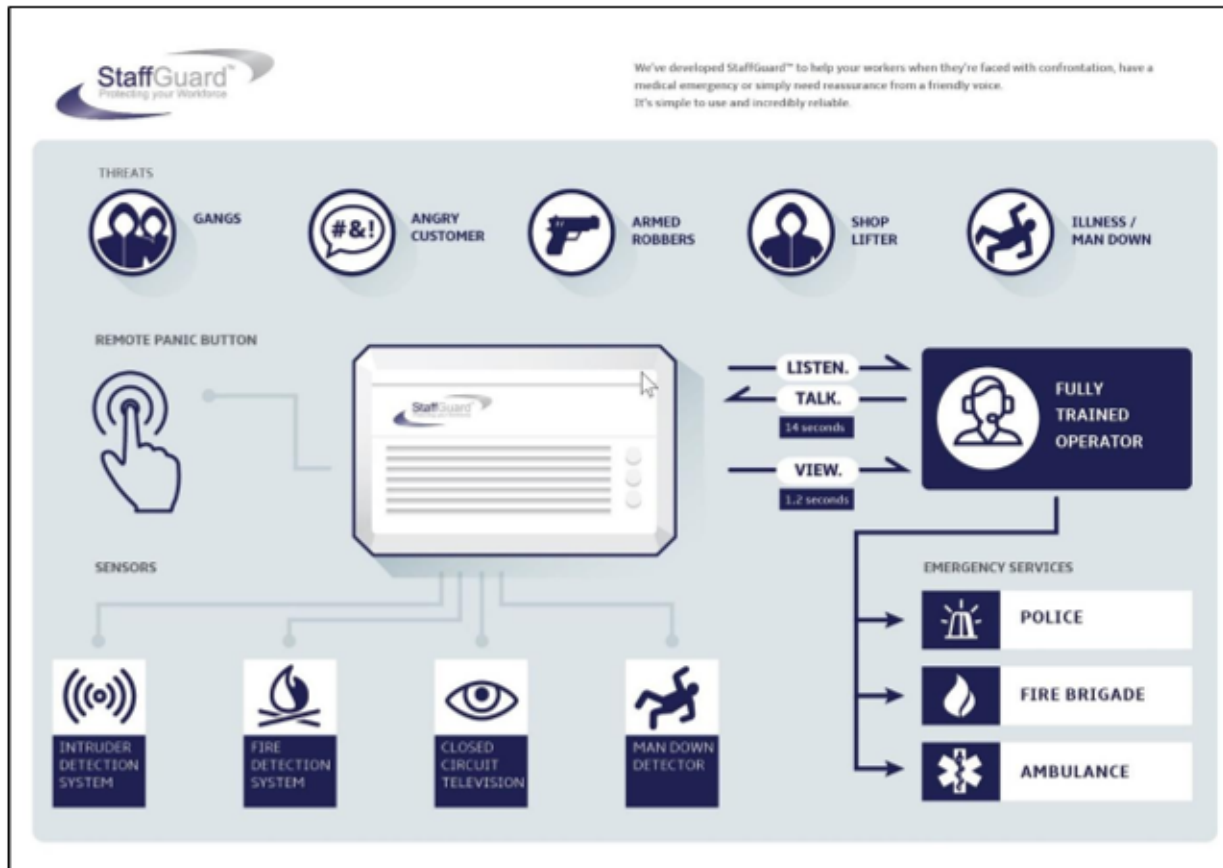 StaffGuard™
Protecting your Workforce
We've developed StaffGuard™ to help your workers when they're faced with confrontation, have a
medical emergency or simply need reassurance from a friendly voice.
It's simple to use and incredibly reliable.
THREATS
GANGS
#&!
ANGRY
CUSTOMER
ARMED
ROBBERS
SHOP
LIFTER
ILLNESS /
MAN DOWN
REMOTE PANIC BUTTON
StaffGuard
Protecting your Workforce
LISTEN.
TALK.
14 seconds
VIEW.
1.2 seconds
FULLY
TRAINED
OPERATOR
SENSORS
INTRUDER
DETECTION
SYSTEM
FIRE
DETECTION
SYSTEM
CLOSED
CIRCUIT
TELEVISION
MAN DOWN
DETECTOR
EMERGENCY SERVICES
POLICE
FIRE BRIGADE
AMBULANCE